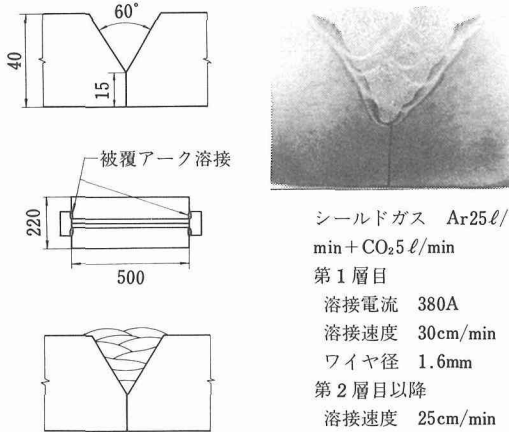 60°
40
15
被覆アーク溶接
220
500
シールドガス Ar25ℓ/
min+CO₂5ℓ/min
第1層目
溶接電流 380A
溶接速度 30cm/min
ワイヤ径 1.6mm
第2層目以降
溶接速度 25cm/min